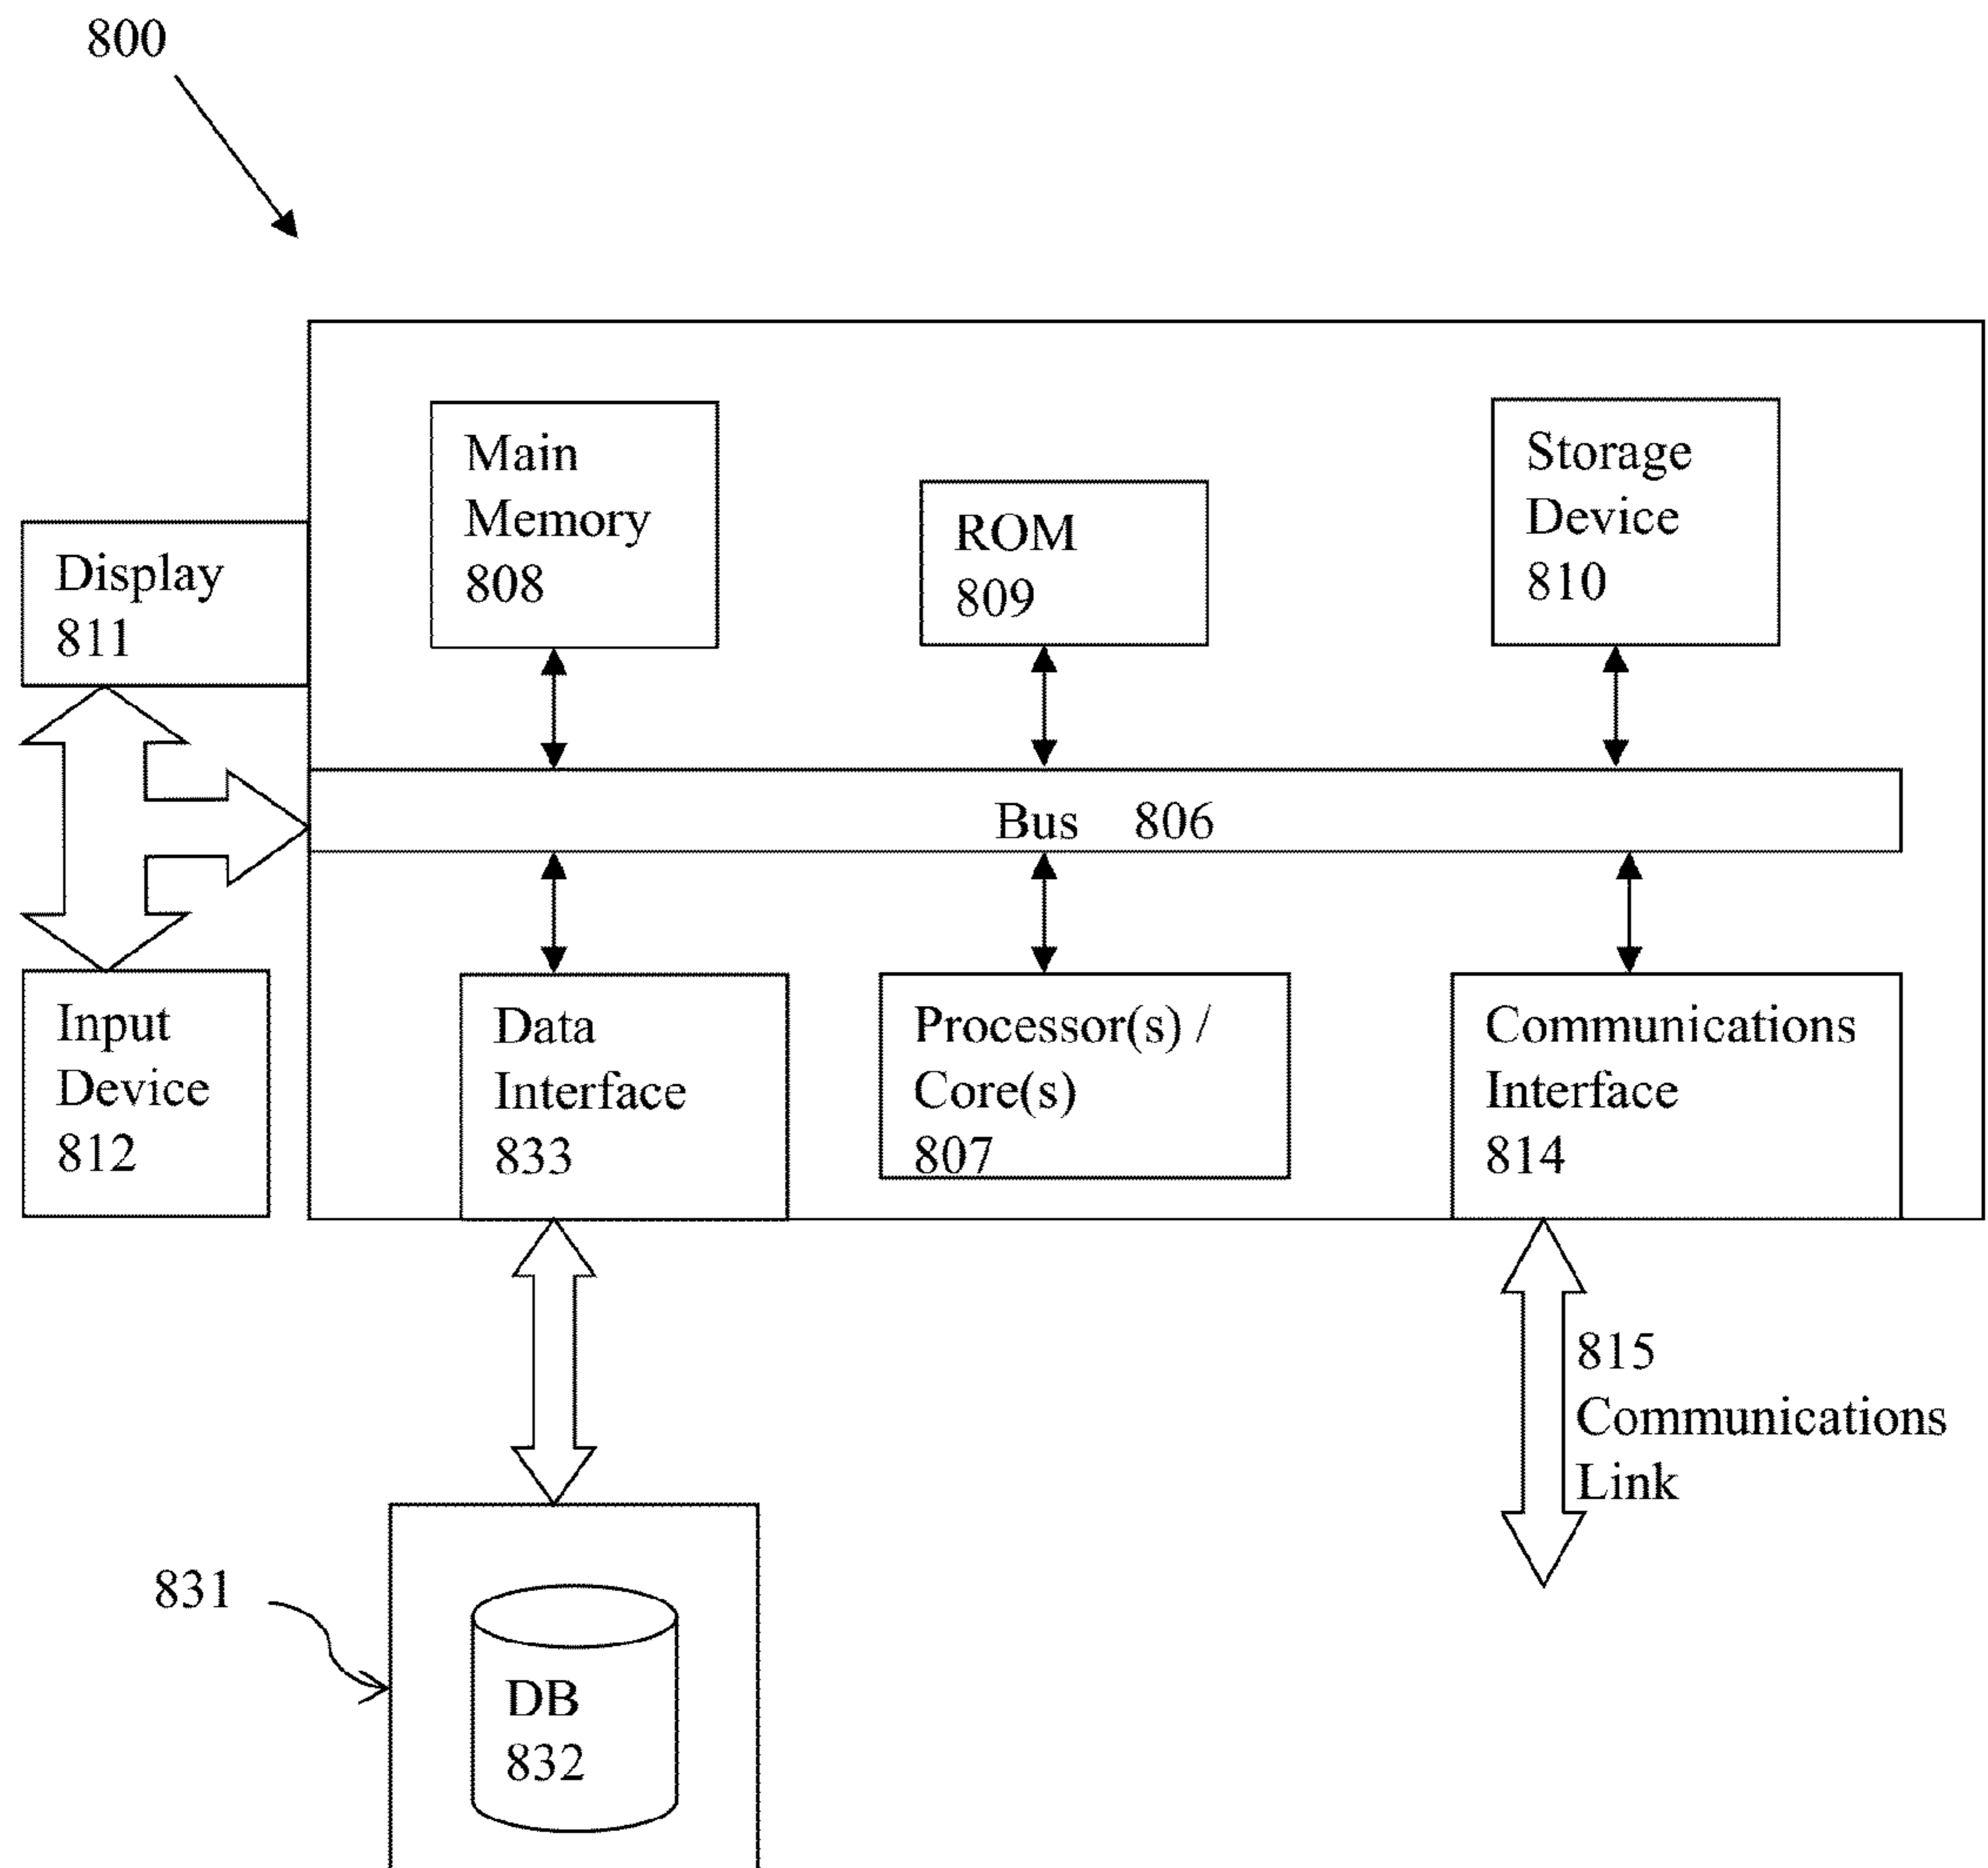 800
Main
Memory
808
ROM
809
Storage
Device
810
Display
811
Bus 806
Input
Device
812
Data
Interface
833
Processor(s) /
Core(s)
807
Communications
Interface
814
815
Communications
Link
831
DB
832